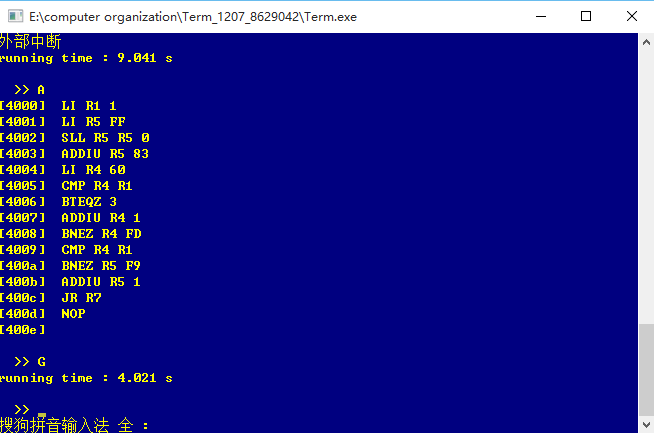 E:\computer organization\Term_1207_8629042\Term.exe
外部中断
running time : 9.041 s
>> A
[4000] LI R1 1
[4001] LI R5 FF
[4002] SLL R5 R5 0
[4003] ADDIU R5 83
[4004] LI R4 60
[4005] CMP R4 R1
[4006] BTEQZ 3
[4007] ADDIU R4 1
[4008] BNEZ R4 FD
[4009] CMP R4 R1
[400a] BNEZ R5 F9
[400b] ADDIU R5 1
[400c] JR R7
[400d] NOP
[400e]
>> G
running time : 4.021 s
>>
搜狗拼音输入法 全 :